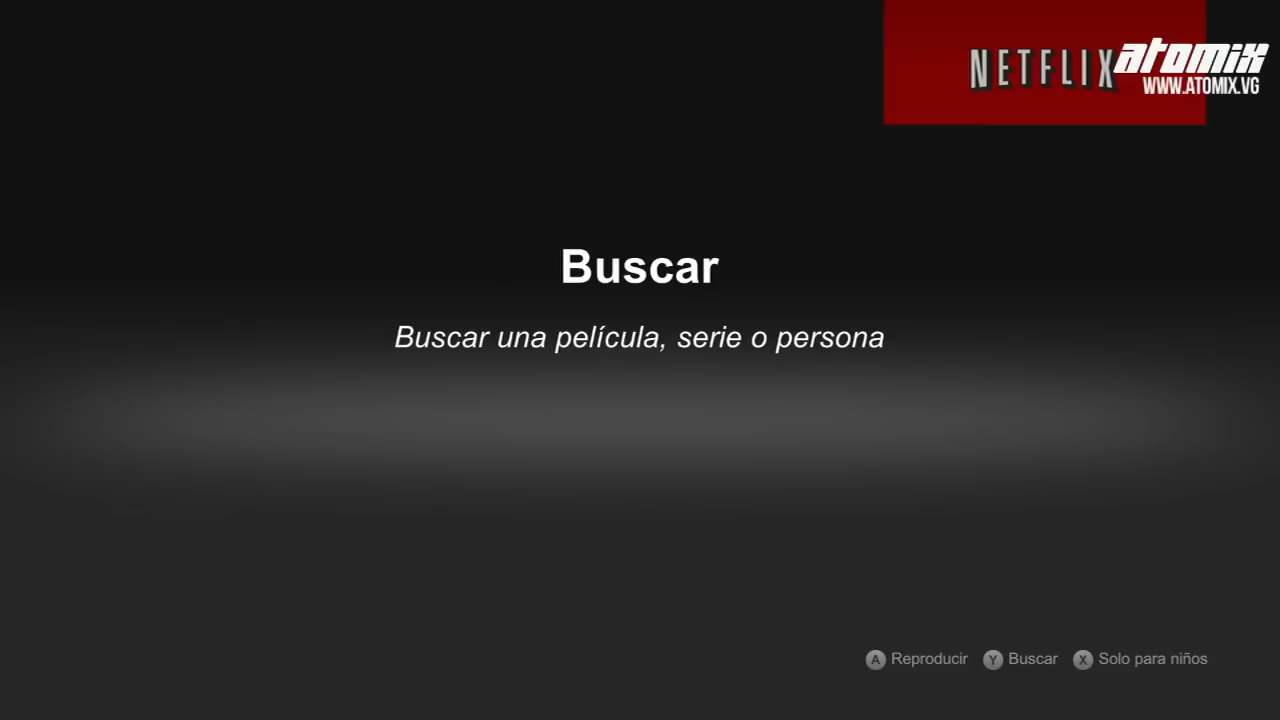 NETFLIX
atomix
WWW.ATOMIX.VG
Buscar
Buscar una película, serie o persona
A Reproducir Y Buscar X Solo para niños